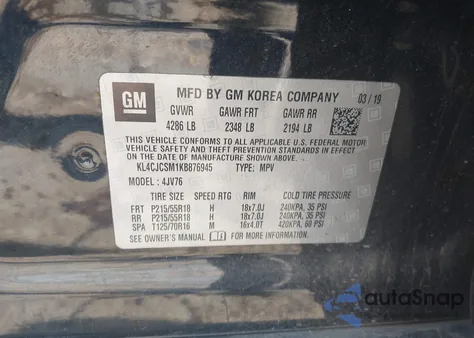 GM MFD BY GM KOREA COMPANY 03/19
GVWR GAWR FRT GAWR RR
4286 LB 2348 LB 2194 LB
THIS VEHICLE CONFORMS TO ALL APPLICABLE U.S. FEDERAL MOTOR
VEHICLE SAFETY AND THEFT PREVENTION STANDARDS IN EFFECT ON
THE DATE OF MANUFACTURE SHOWN ABOVE.
KL4CJCSM1KB876945 TYPE: MPV
MODEL: 4JV76
TIRE SIZE SPEED RTG RIM COLD TIRE PRESSURE
FRT P215/55R18 H 18x7.0J 240KPA, 35 PSI
RR P215/55R18 H 18x7.0J 240KPA, 35 PSI
SPA T125/70R16 M 16x4.0T 420KPA, 60 PSI
SEE OWNER'S MANUAL FOR MORE INFORMATION.
autaSnap